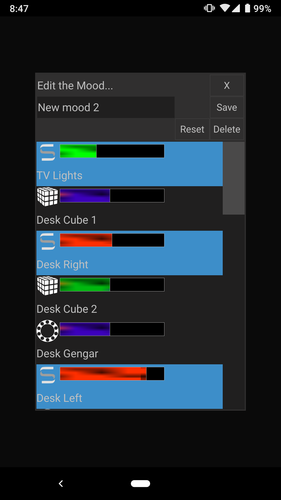 8:47
99%
Edit the Mood...
X
New mood 2
Save
Reset
Delete
TV Lights
Desk Cube 1
Desk Right
Desk Cube 2
Desk Gengar
Desk Left